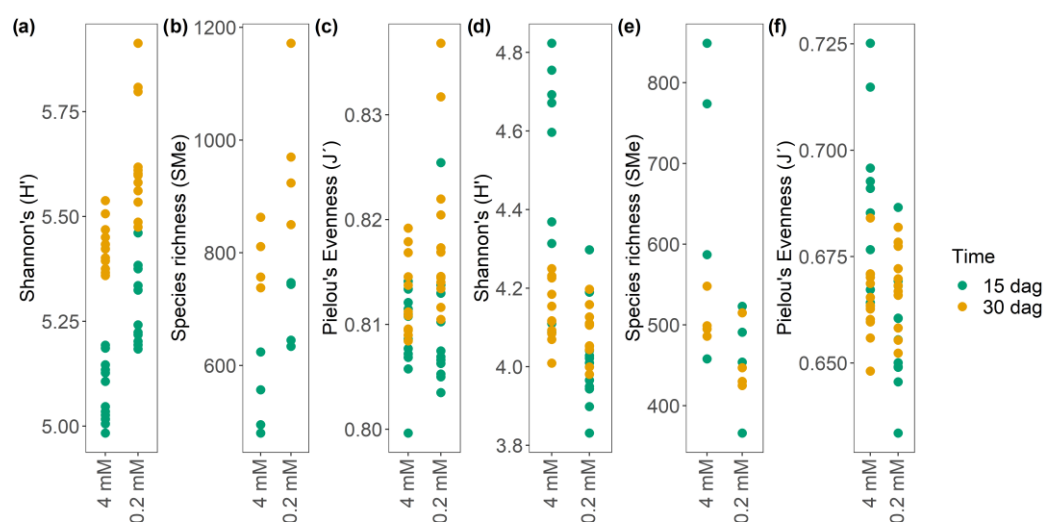 (a)
Shannon's (H')
5.75
5.50
5.25
5.00
4 mM
0.2 mM
(b)
Species richness (SMe)
1200
1000
800
600
4 mM
0.2 mM
(c)
Pielou's Evenness (J´)
0.83
0.82
0.81
0.80
4 mM
0.2 mM
(d)
Shannon's (H')
4.8
4.6
4.4
4.2
4.0
3.8
4 mM
0.2 mM
(e)
Species richness (SMe)
800
700
600
500
400
4 mM
0.2 mM
(f)
Pielou's Evenness (J´)
0.725
0.700
0.675
0.650
4 mM
0.2 mM
Time
15 dag
30 dag